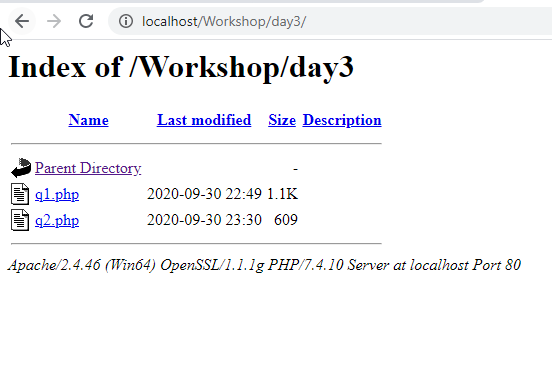 localhost/Workshop/day3/
Index of /Workshop/day3
Name Last modified Size Description
Parent Directory -
q1.php 2020-09-30 22:49 1.1K
q2.php 2020-09-30 23:30 609
Apache/2.4.46 (Win64) OpenSSL/1.1.1g PHP/7.4.10 Server at localhost Port 80